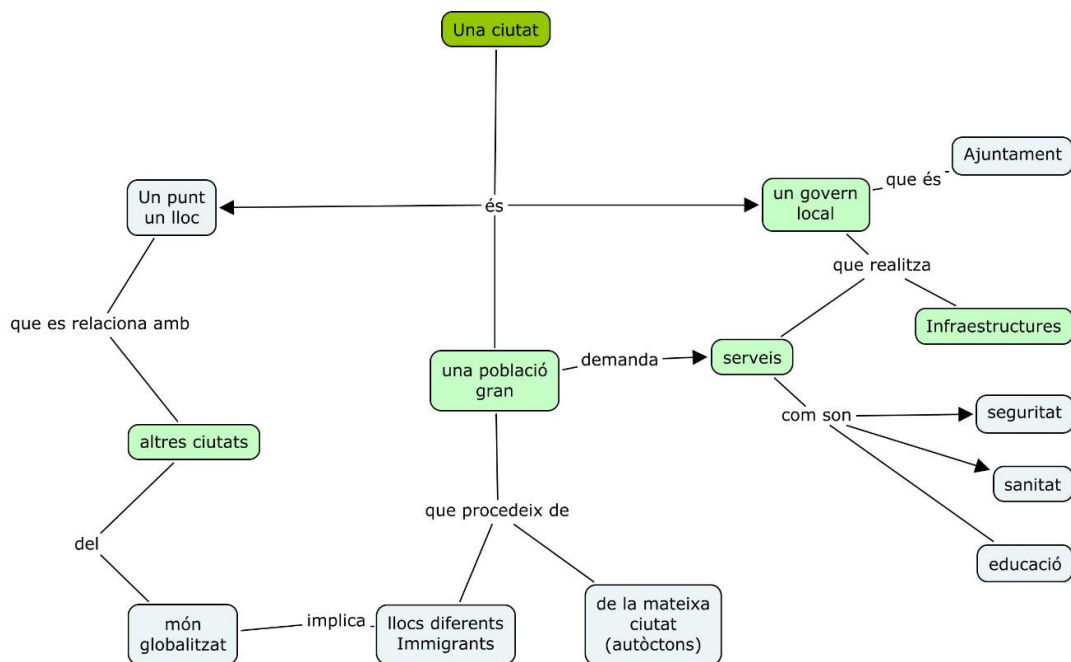 Una ciutat
Ajuntament
que és
Un punt
un lloc
és
un govern
local
que realitza
que es relaciona amb
Infraestructures
una població
gran
demanda
serveis
com son
seguritat
altres ciutats
sanitat
que procedeix de
del
educació
món
globalitzat
implica
llocs diferents
Immigrants
de la mateixa
ciutat
(autòctons)